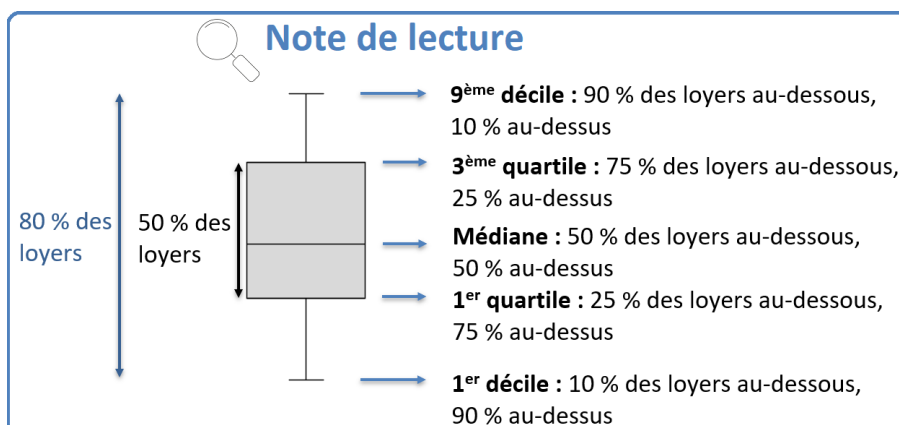 Note de lecture
9ème décile : 90 % des loyers au-dessous,
10 % au-dessus
3ème quartile : 75 % des loyers au-dessous,
25 % au-dessus
80 % des
loyers
50 % des
loyers
Médiane : 50 % des loyers au-dessous,
50 % au-dessus
1er quartile : 25 % des loyers au-dessous,
75 % au-dessus
1er décile : 10 % des loyers au-dessous,
90 % au-dessus